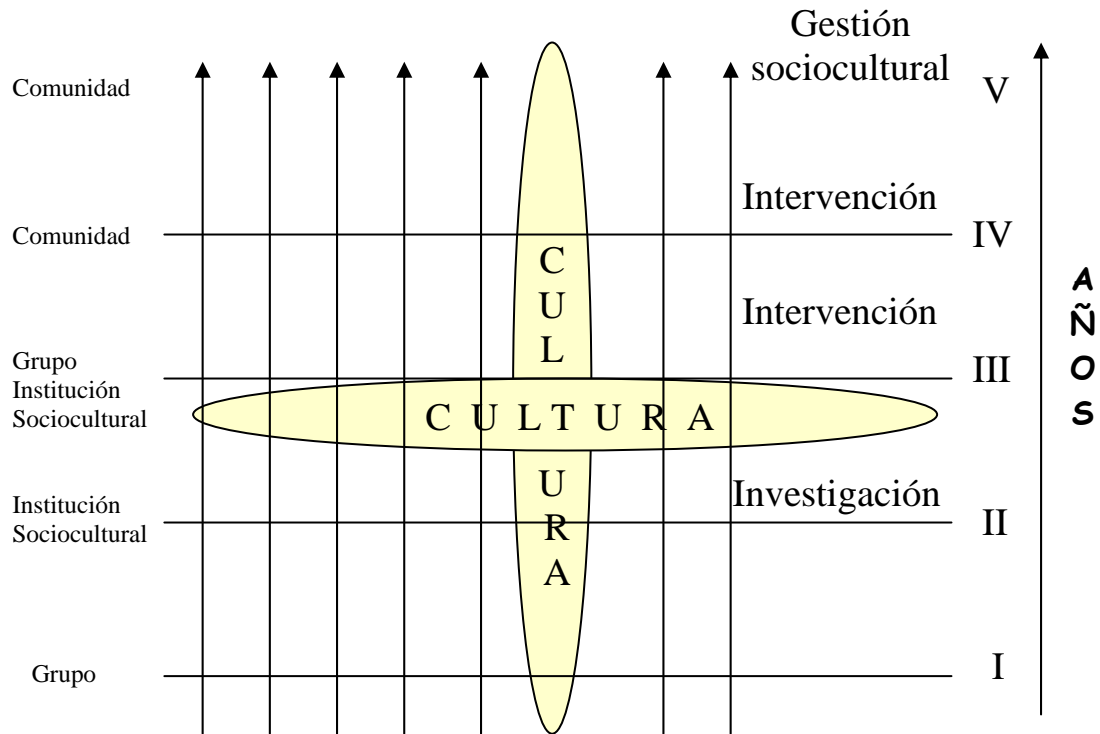 Gestión
sociocultural
Comunidad
V
Intervención
Comunidad
IV
C
U
L
Intervención
A
Ñ
O
S
Grupo
Institución
Sociocultural
III
C U L T U R A
U
R
A
Investigación
Institución
Sociocultural
II
Grupo
I